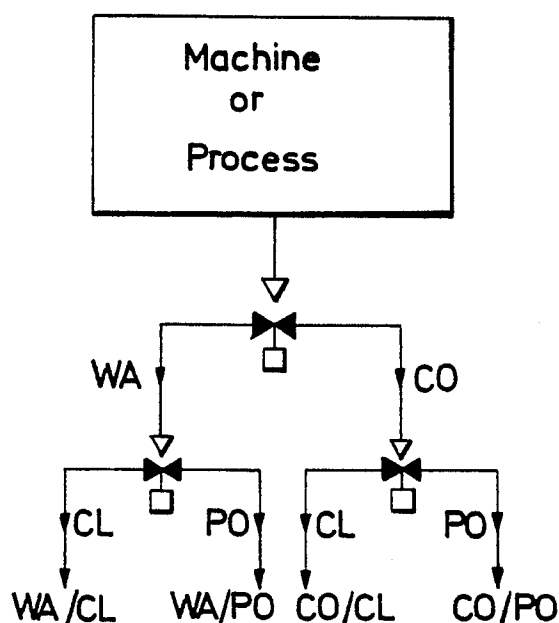 Machine
or
Process
WA CO
CL PO CL PO
WA/CL WA/PO CO/CL CO/PO